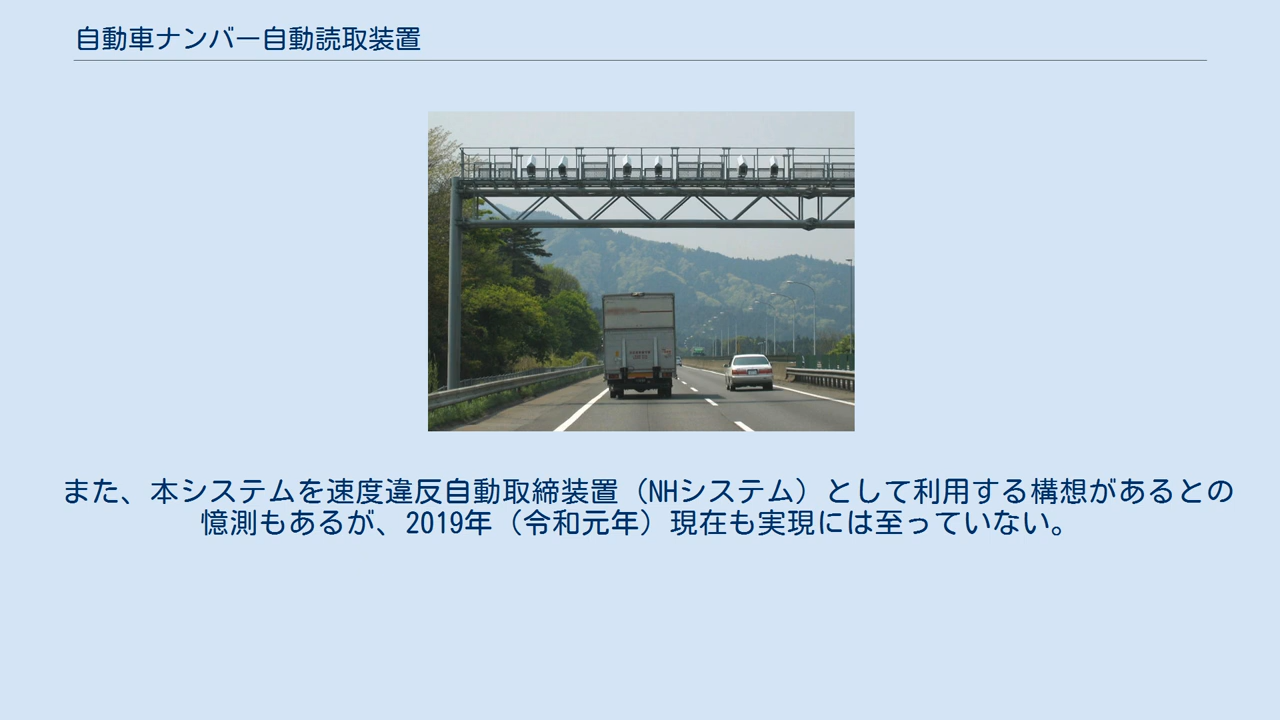 自動車ナンバー自動読取装置
また、本システムを速度違反自動取締装置（NHシステム）として利用する構想があるとの
憶測もあるが、2019年（令和元年）現在も実現には至っていない。